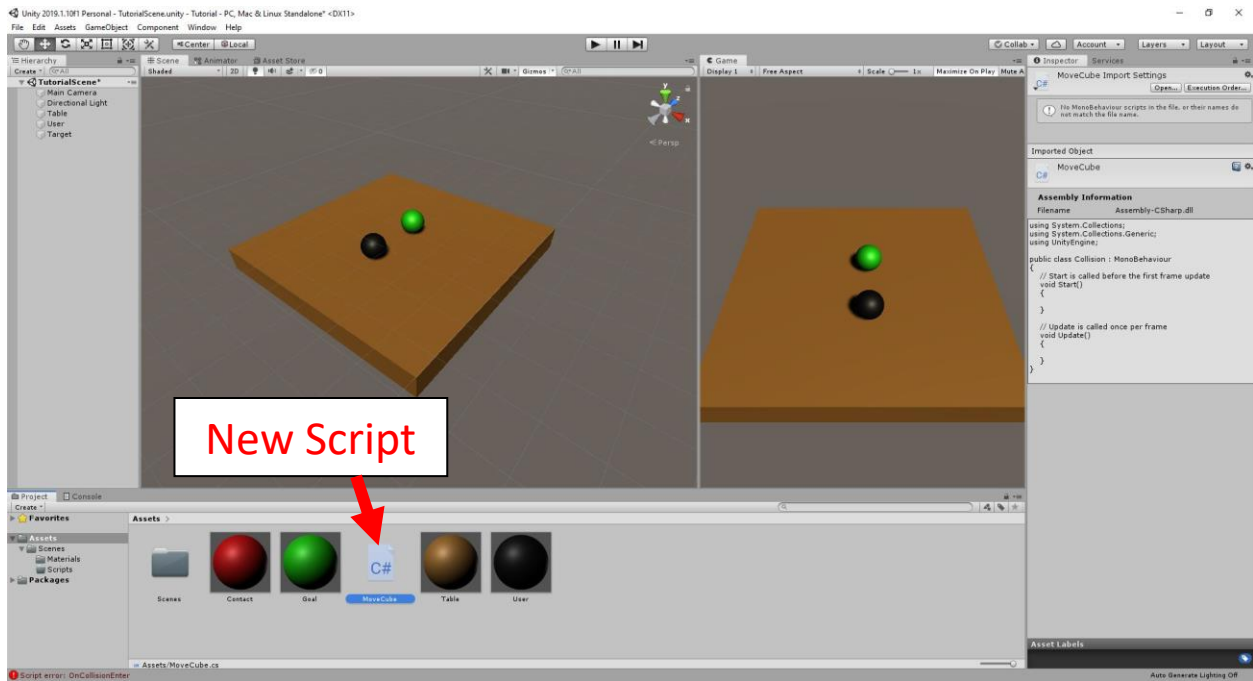 Unity 2019.1.10f1 Personal - TutorialScene.unity - Tutorial - PC, Mac & Linux Standalone* <DX11>
File Edit Assets GameObject Component Window Help
Center Local
Collab Account Layers Layout
Hierarchy
Create
TutorialScene*
Main Camera
Directional Light
Table
User
Target
Scene Animator Asset Store
Shaded 2D Gizmos
Persp
y
z
x
Game
Display 1 Free Aspect Scale 1x Maximize On Play Mute A
Inspector Services
MoveCube Import Settings
Open... Execution Order...
No MonoBehaviour scripts in the file, or their names do
not match the file name.
Imported Object
MoveCube
C#
Assembly Information
Filename Assembly-CSharp.dll
using System.Collections;
using System.Collections.Generic;
using UnityEngine;
public class Collision : MonoBehaviour
{
// Start is called before the first frame update
void Start()
{
}
// Update is called once per frame
void Update()
{
}
}
New Script
Project Console
Create
Favorites
Assets
Scenes
Materials
Scripts
Packages
Assets >
C#
Scenes Contact Goal MoveCube Table User
Assets/MoveCube.cs
Asset Labels
Script error: OnCollisionEnter
Auto Generate Lighting Off